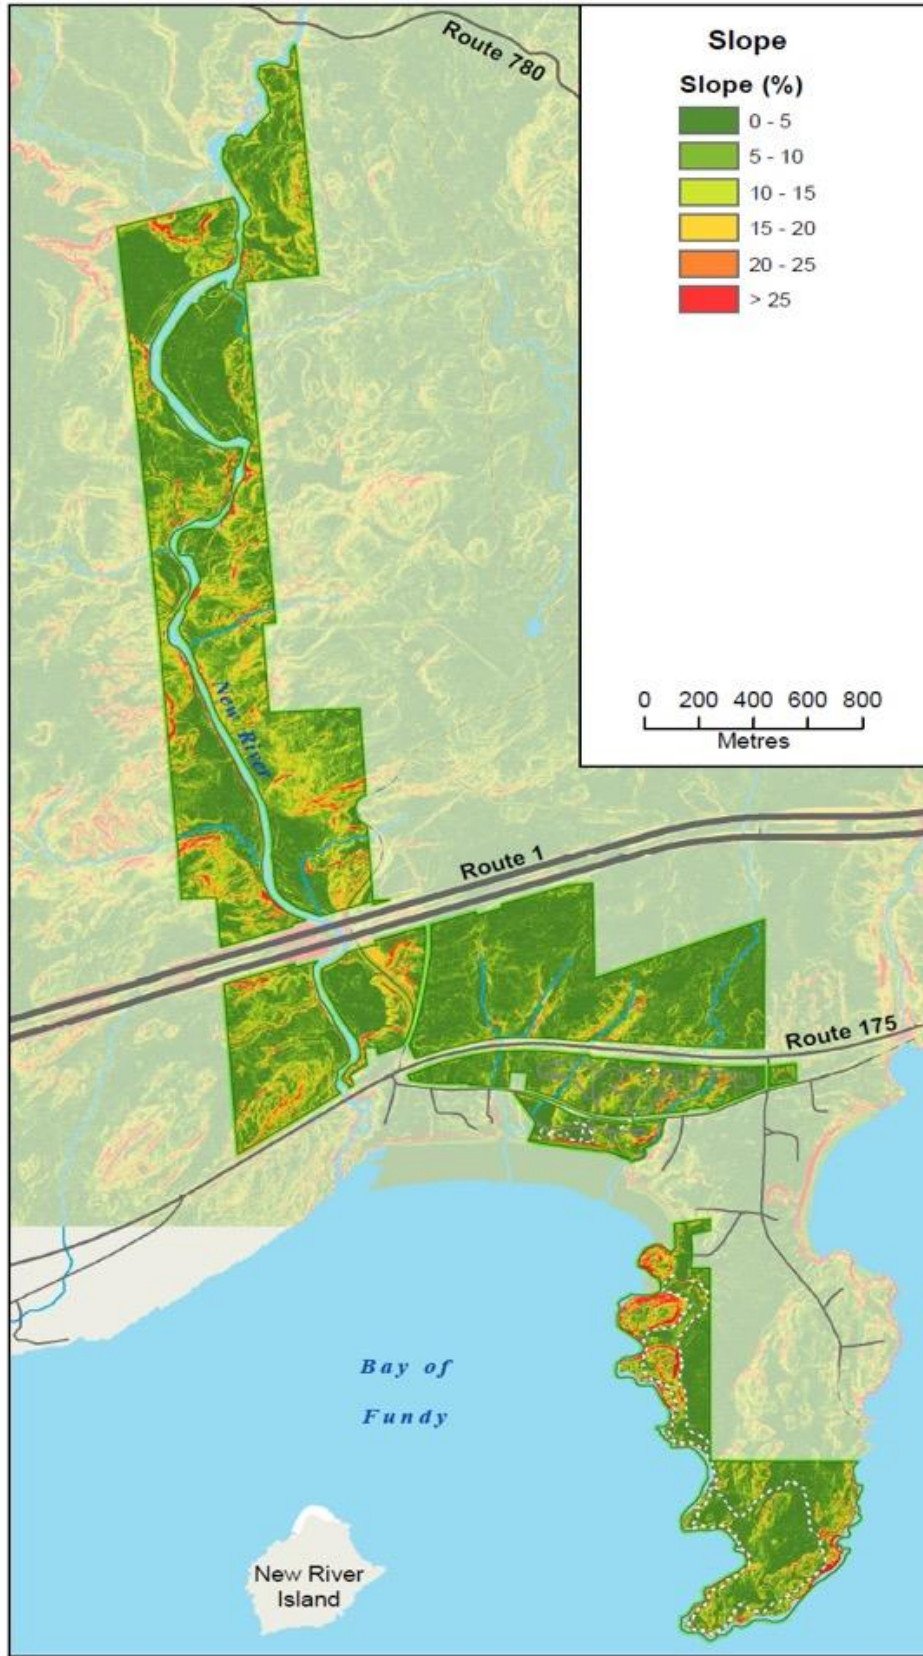 Route 780
Slope
Slope (%)
0 - 5
5 - 10
10 - 15
15 - 20
20 - 25
> 25
0 200 400 600 800
Metres
New River
Route 1
Route 175
Bay of
Fundy
New River
Island